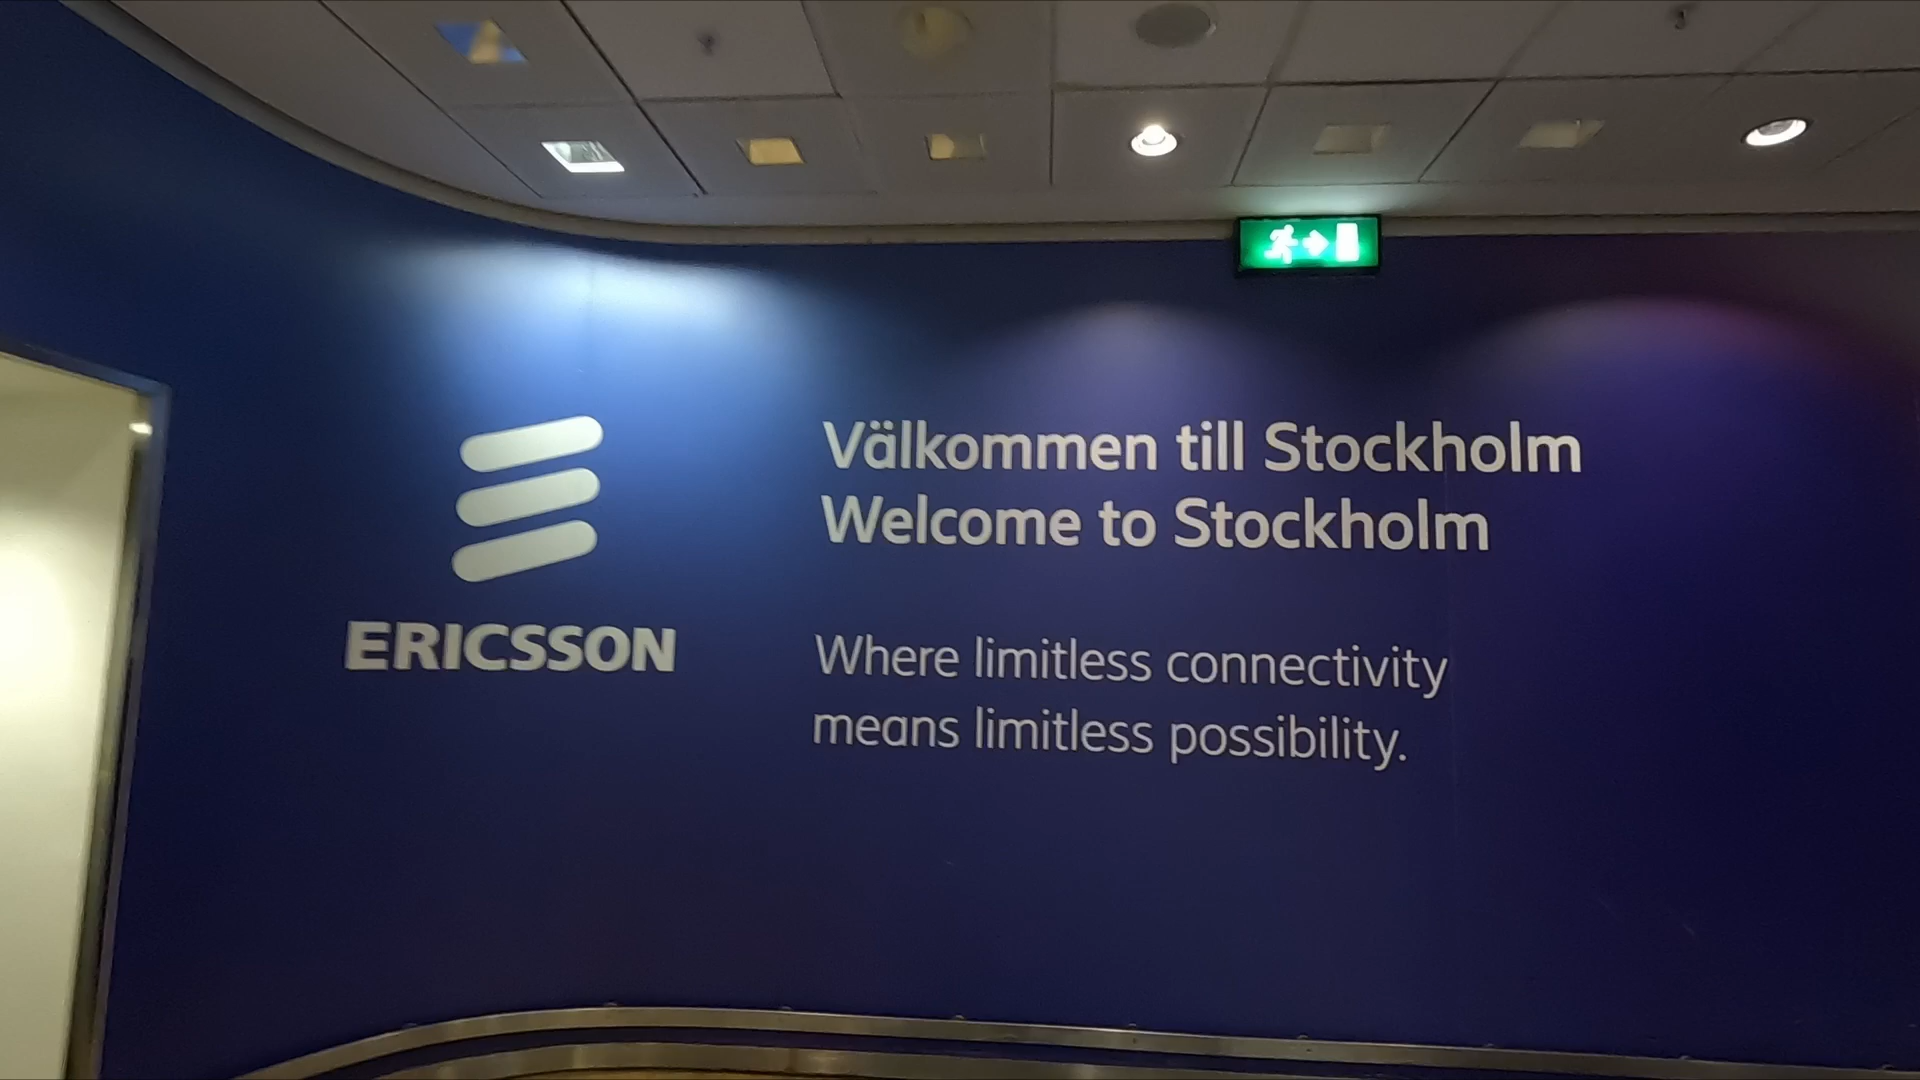 ERICSSON
Välkommen till Stockholm
Welcome to Stockholm
Where limitless connectivity
means limitless possibility.